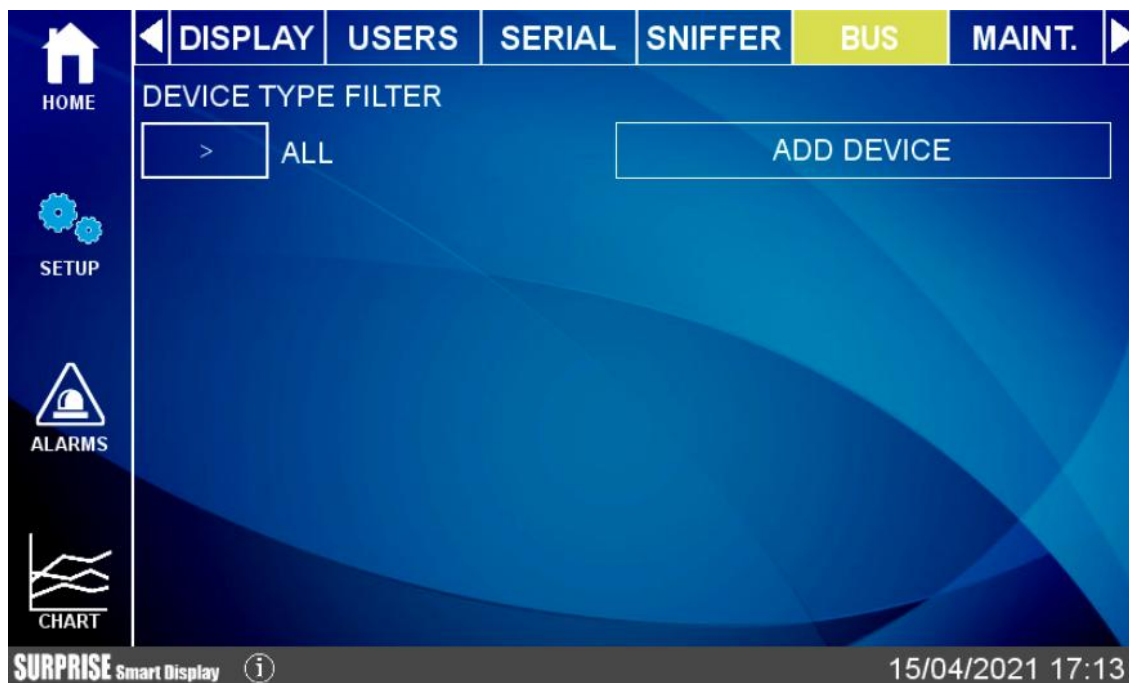 DISPLAY USERS SERIAL SNIFFER BUS MAINT.
HOME
DEVICE TYPE FILTER
> ALL ADD DEVICE
SETUP
ALARMS
CHART
SURPRISE Smart Display i 15/04/2021 17:13